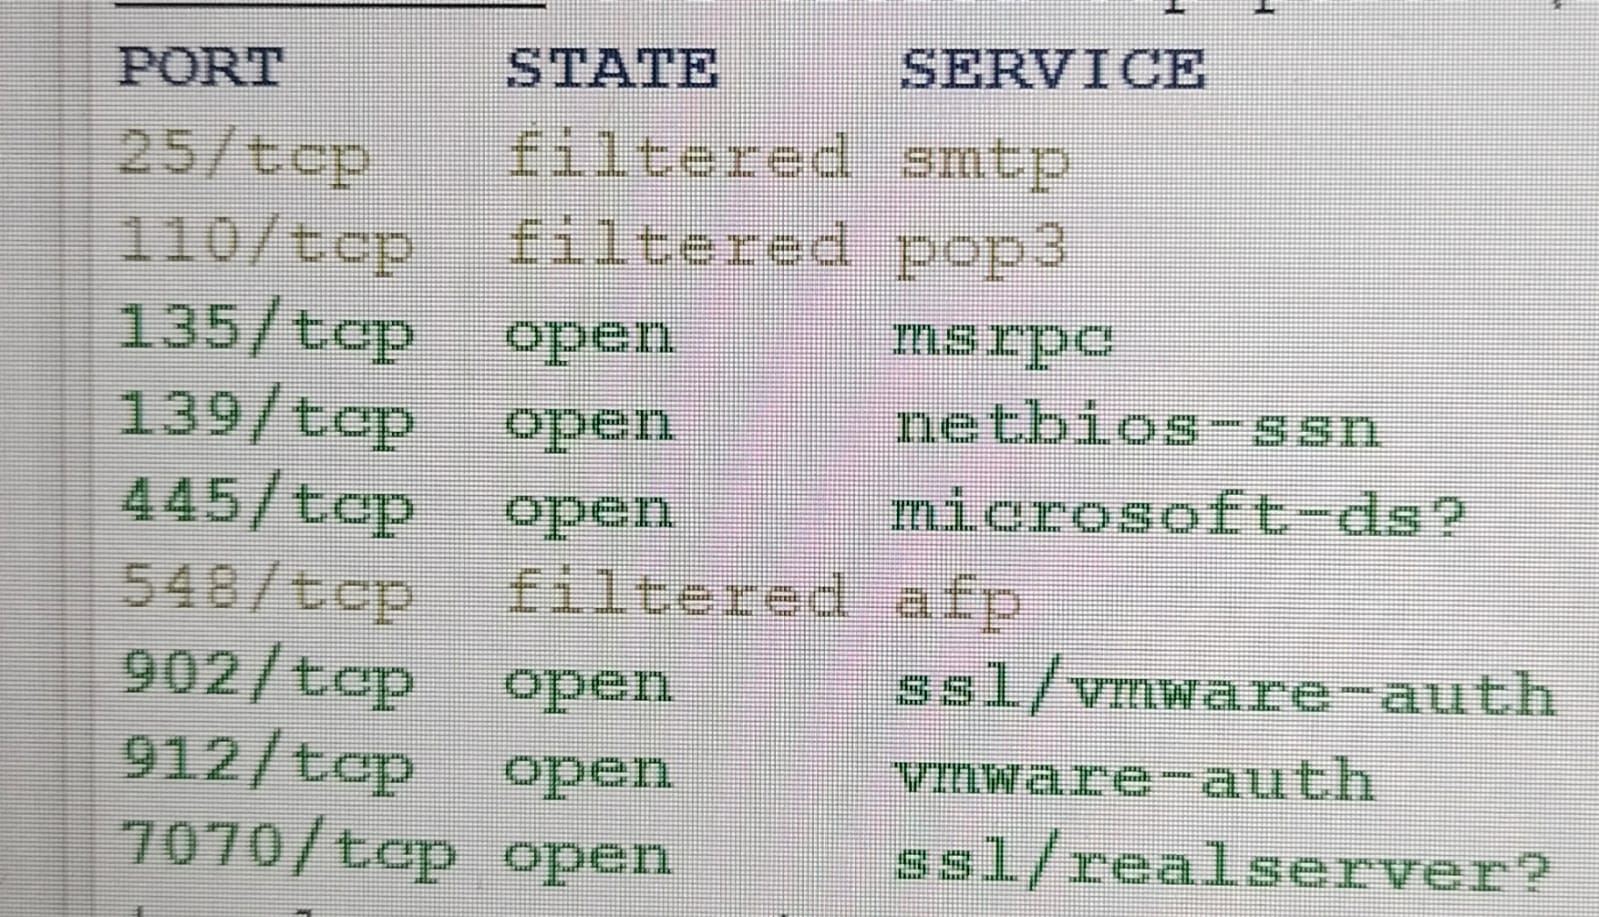 PORT STATE SERVICE
25/tcp filtered smtp
110/tcp filtered pop3
135/tcp open msrpc
139/tcp open netbios-ssn
445/tcp open microsoft-ds?
548/tcp filtered afp
902/tcp open ssl/vmware-auth
912/tcp open vmware-auth
7070/tcp open ssl/realserver?